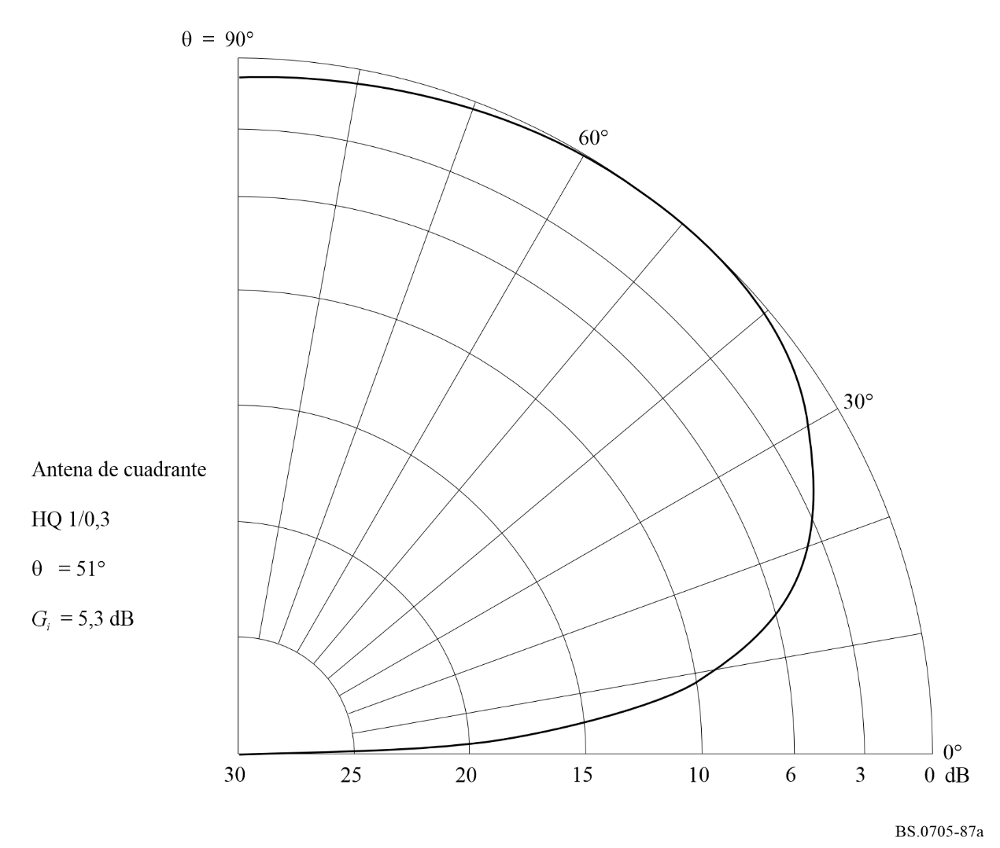 θ = 90°
60°
30°
Antena de cuadrante
HQ 1/0,3
θ = 51°
Gᵢ = 5,3 dB
0°
30 25 20 15 10 6 3 0 dB
BS.0705-87a